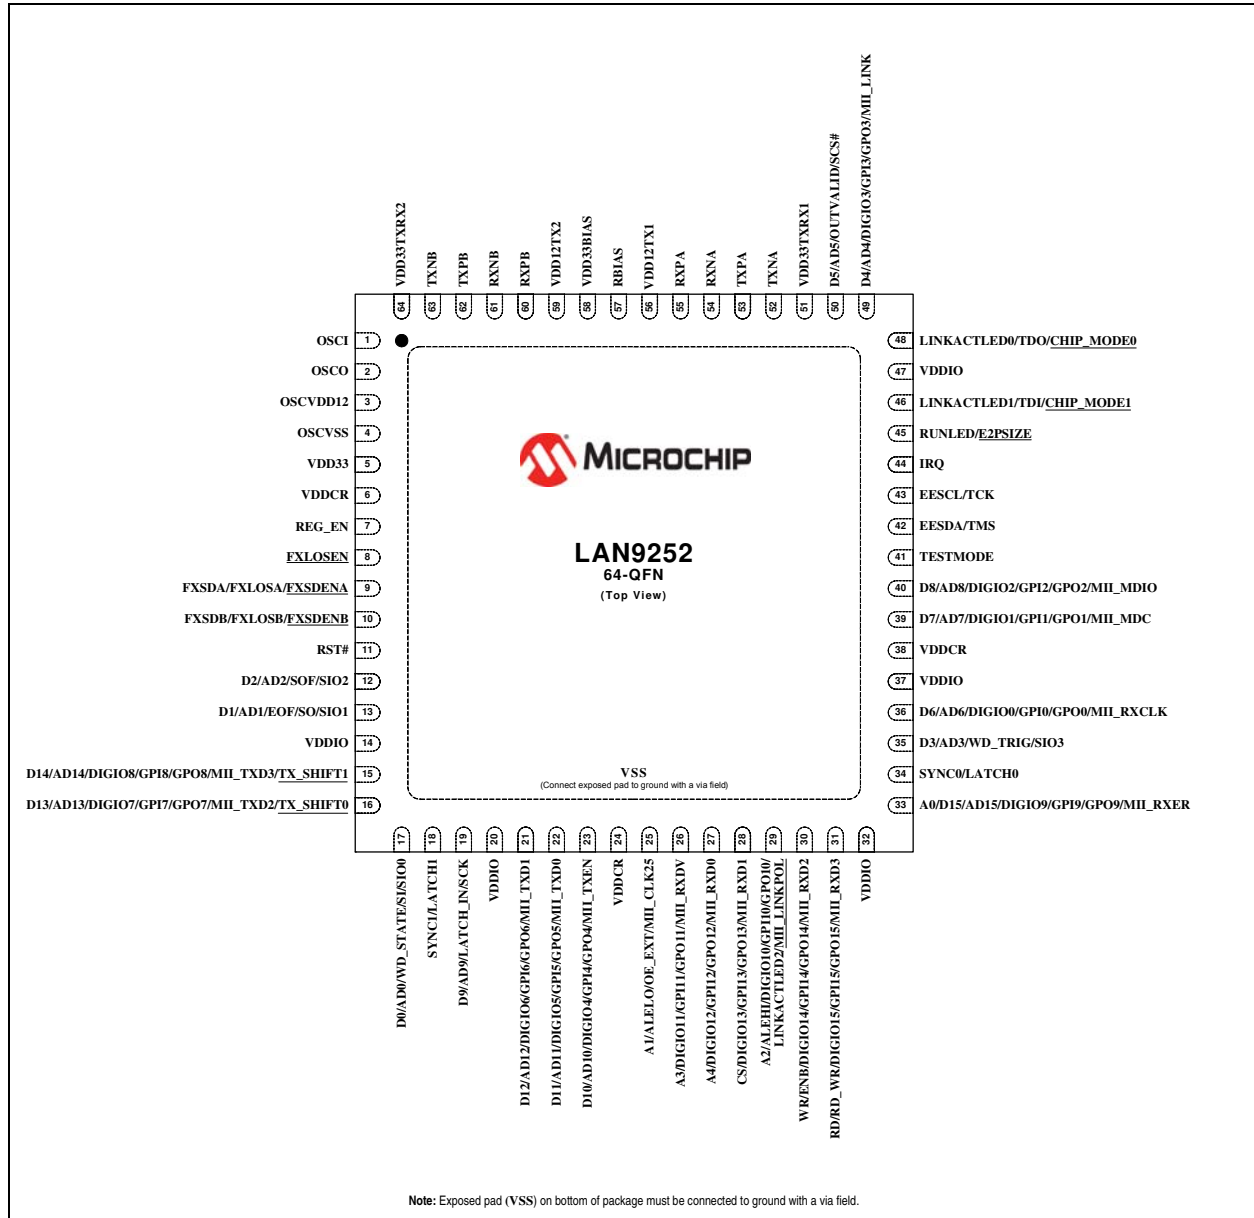 VDD33TXRX2
TXNB
TXPB
RXNB
RXPB
VDD12TX2
VDD33BIAS
RBIAS
VDD12TX1
RXPA
RXNA
TXPA
TXNA
VDD33TXRX1
D5/AD5/OUTVALID/SCS#
D4/AD4/DIGIO3/GPI3/GPO3/MII_LINK
64
63
62
61
60
59
58
57
56
55
54
53
52
51
50
49
OSCI 1
OSCO 2
OSCVDD12 3
OSCVSS 4
VDD33 5
VDDCR 6
REG_EN 7
FXLOSEN 8
FXSDA/FXLOSA/FXSDENA 9
FXSDB/FXLOSB/FXSDENB 10
RST# 11
D2/AD2/SOF/SIO2 12
D1/AD1/EOF/SO/SIO1 13
VDDIO 14
D14/AD14/DIGIO8/GPI8/GPO8/MII_TXD3/TX_SHIFT1 15
D13/AD13/DIGIO7/GPI7/GPO7/MII_TXD2/TX_SHIFT0 16
MICROCHIP
LAN9252
64-QFN
(Top View)
VSS
(Connect exposed pad to ground with a via field)
48 LINKACTLED0/TDO/CHIP_MODE0
47 VDDIO
46 LINKACTLED1/TDI/CHIP_MODE1
45 RUNLED/E2PSIZE
44 IRQ
43 EESCL/TCK
42 EESDA/TMS
41 TESTMODE
40 D8/AD8/DIGIO2/GPI2/GPO2/MII_MDIO
39 D7/AD7/DIGIO1/GPI1/GPO1/MII_MDC
38 VDDCR
37 VDDIO
36 D6/AD6/DIGIO0/GPI0/GPO0/MII_RXCLK
35 D3/AD3/WD_TRIG/SIO3
34 SYNC0/LATCH0
33 A0/D15/AD15/DIGIO9/GPI9/GPO9/MII_RXER
17
18
19
20
21
22
23
24
25
26
27
28
29
30
31
32
D0/AD0/WD_STATE/SI/SIO0
SYNC1/LATCH1
D9/AD9/LATCH_IN/SCK
VDDIO
D12/AD12/DIGIO6/GPI6/GPO6/MII_TXD1
D11/AD11/DIGIO5/GPI5/GPO5/MII_TXD0
D10/AD10/DIGIO4/GPI4/GPO4/MII_TXEN
VDDCR
A1/ALELO/OE_EXT/MII_CLK25
A3/DIGIO11/GPI11/GPO11/MII_RXDV
A4/DIGIO12/GPI12/GPO12/MII_RXD0
CS/DIGIO13/GPI13/GPO13/MII_RXD1
A2/ALEHI/DIGIO10/GPI10/GPO10/
LINKACTLED2/MII_LINKPOL
WR/ENB/DIGIO14/GPI14/GPO14/MII_RXD2
RD/RD_WR/DIGIO15/GPI15/GPO15/MII_RXD3
VDDIO
Note: Exposed pad (VSS) on bottom of package must be connected to ground with a via field.